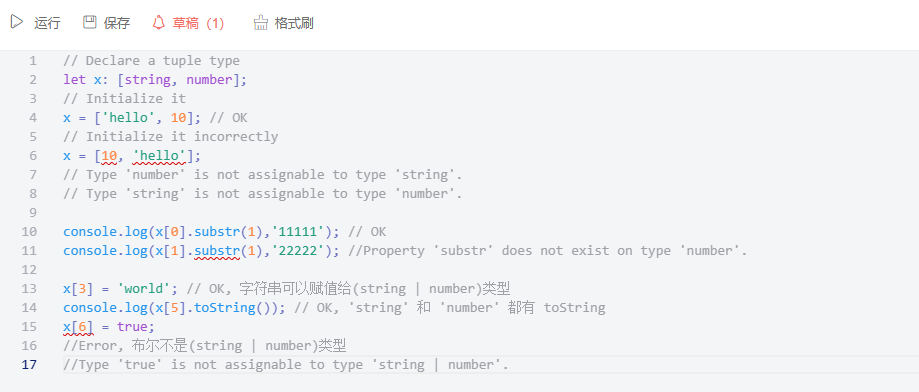 运行 保存 草稿（1） 格式刷
1 // Declare a tuple type
2 let x: [string, number];
3 // Initialize it
4 x = ['hello', 10]; // OK
5 // Initialize it incorrectly
6 x = [10, 'hello'];
7 // Type 'number' is not assignable to type 'string'.
8 // Type 'string' is not assignable to type 'number'.
9
10 console.log(x[0].substr(1),'11111'); // OK
11 console.log(x[1].substr(1),'22222'); //Property 'substr' does not exist on type 'number'.
12
13 x[3] = 'world'; // OK, 字符串可以赋值给(string | number)类型
14 console.log(x[5].toString()); // OK, 'string' 和 'number' 都有 toString
15 x[6] = true;
16 //Error, 布尔不是(string | number)类型
17 //Type 'true' is not assignable to type 'string | number'.